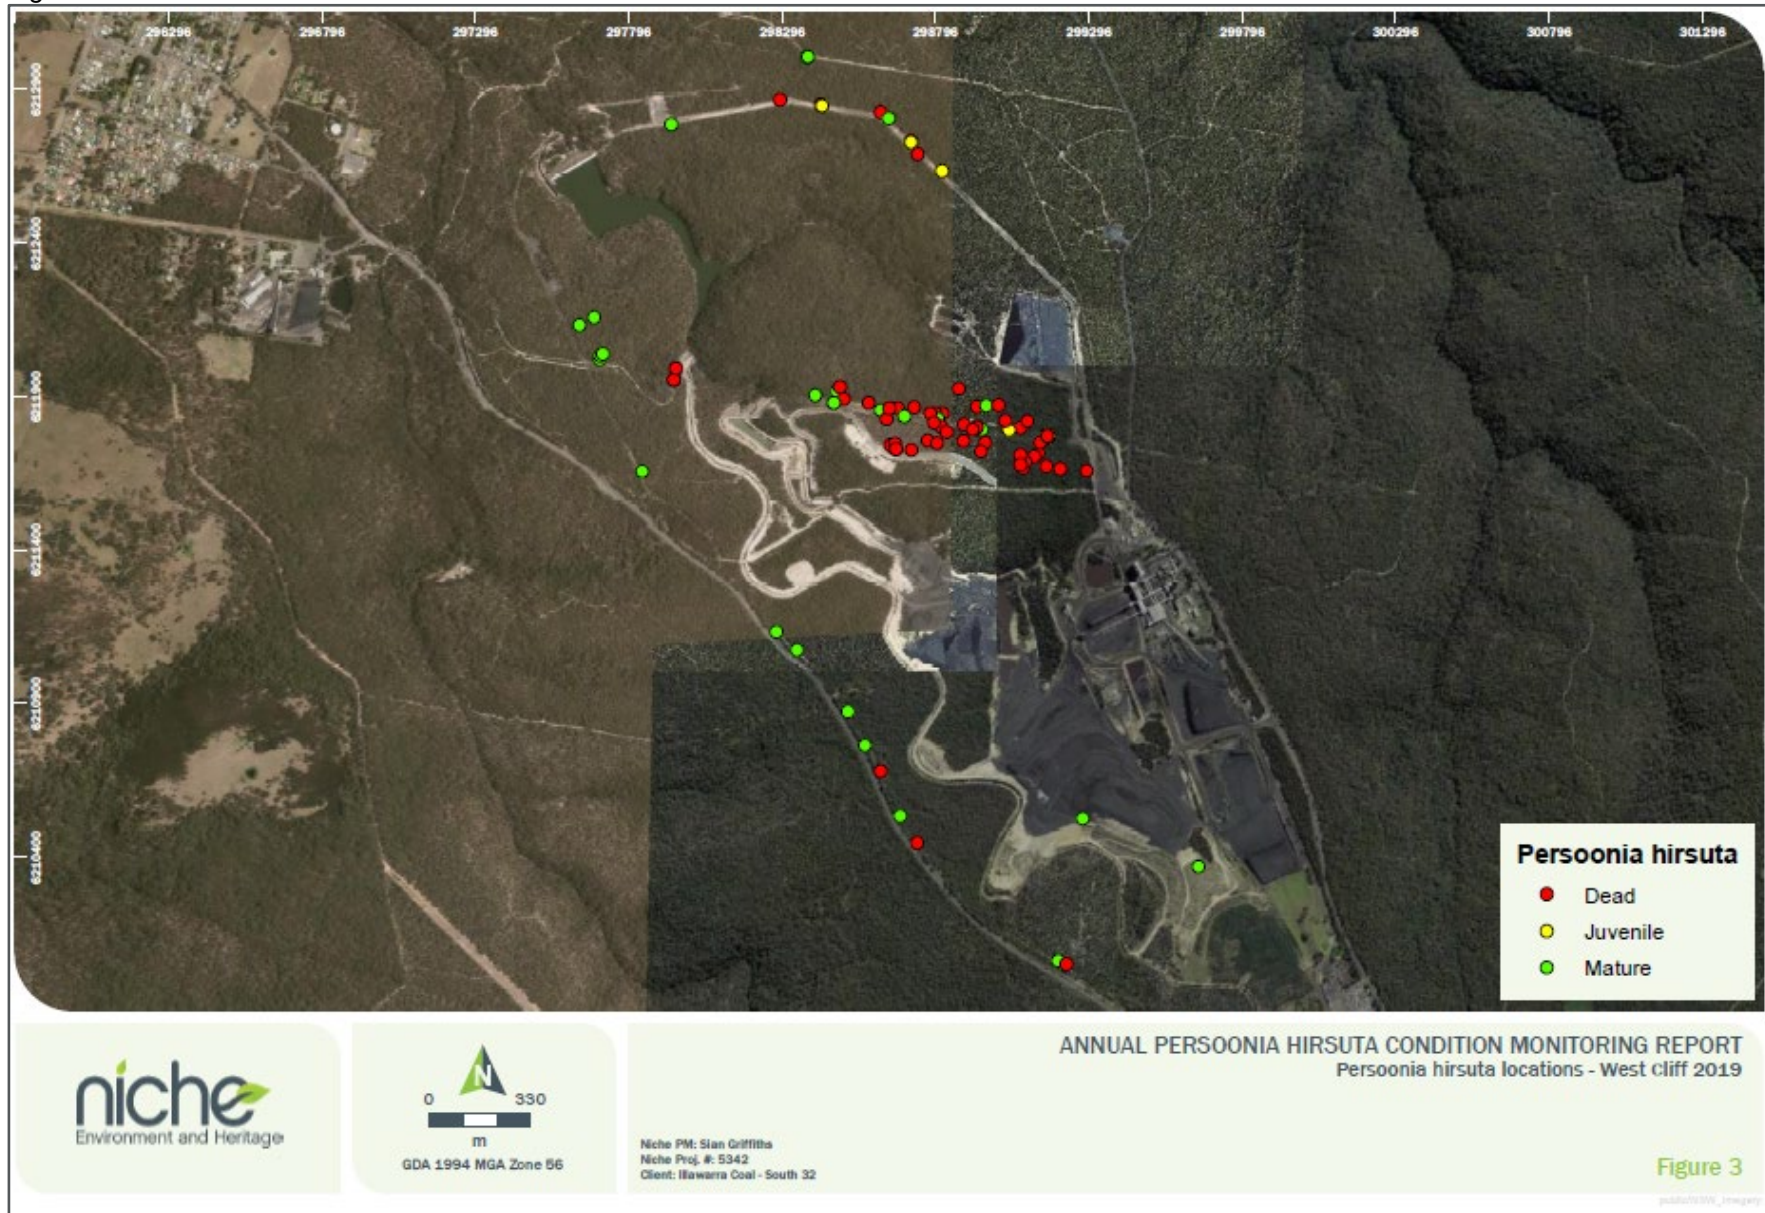 296296
296796
297296
297796
298296
298796
299296
299796
300296
300796
301296
6212900
6212400
6211900
6211400
6210900
6210400
Persoonia hirsuta
Dead
Juvenile
Mature
niche
Environment and Heritage
N
0 330
m
GDA 1994 MGA Zone 56
Niche PM: Sian Griffiths
Niche Proj. #: 5342
Client: Illawarra Coal - South 32
ANNUAL PERSOONIA HIRSUTA CONDITION MONITORING REPORT
Persoonia hirsuta locations - West Cliff 2019
Figure 3